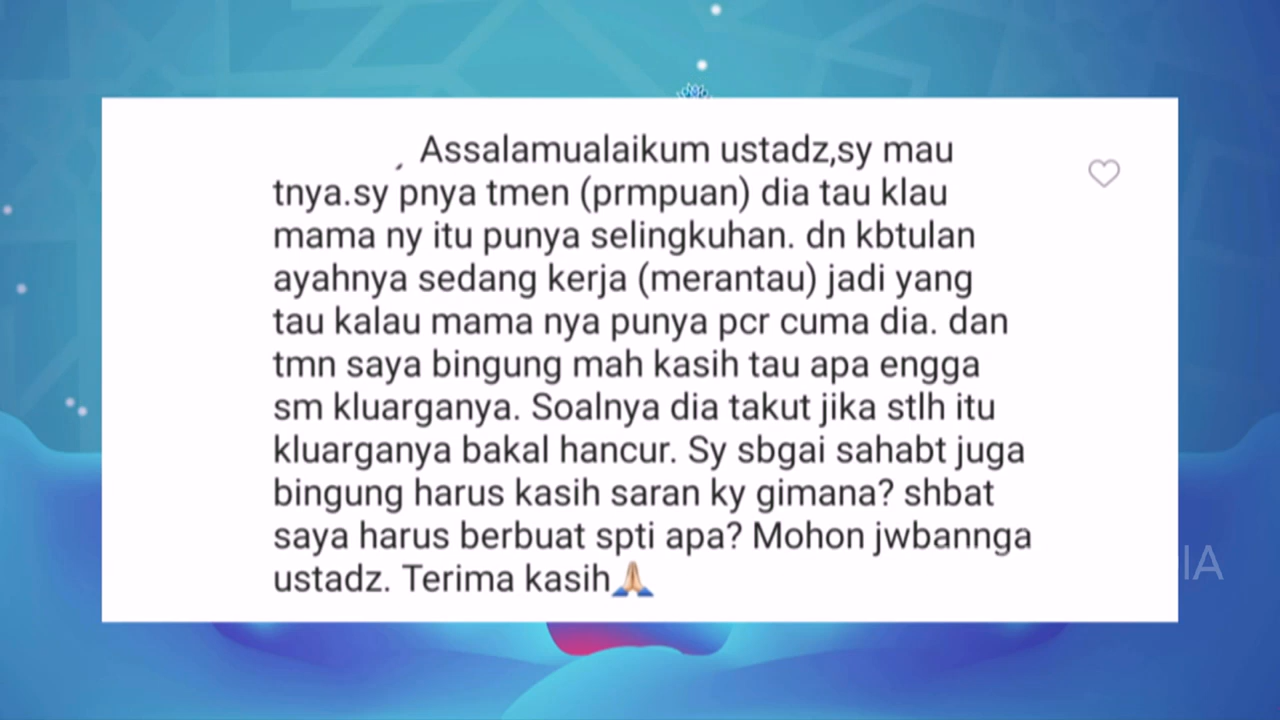 Assalamualaikum ustadz,sy mau
tnya.sy pnya tmen (prmpuan) dia tau klau
mama ny itu punya selingkuhan. dn kbtulan
ayahnya sedang kerja (merantau) jadi yang
tau kalau mama nya punya pcr cuma dia. dan
tmn saya bingung mah kasih tau apa engga
sm kluarganya. Soalnya dia takut jika stlh itu
kluarganya bakal hancur. Sy sbgai sahabt juga
bingung harus kasih saran ky gimana? shbat
saya harus berbuat spti apa? Mohon jwbannga
ustadz. Terima kasih🙏🏼